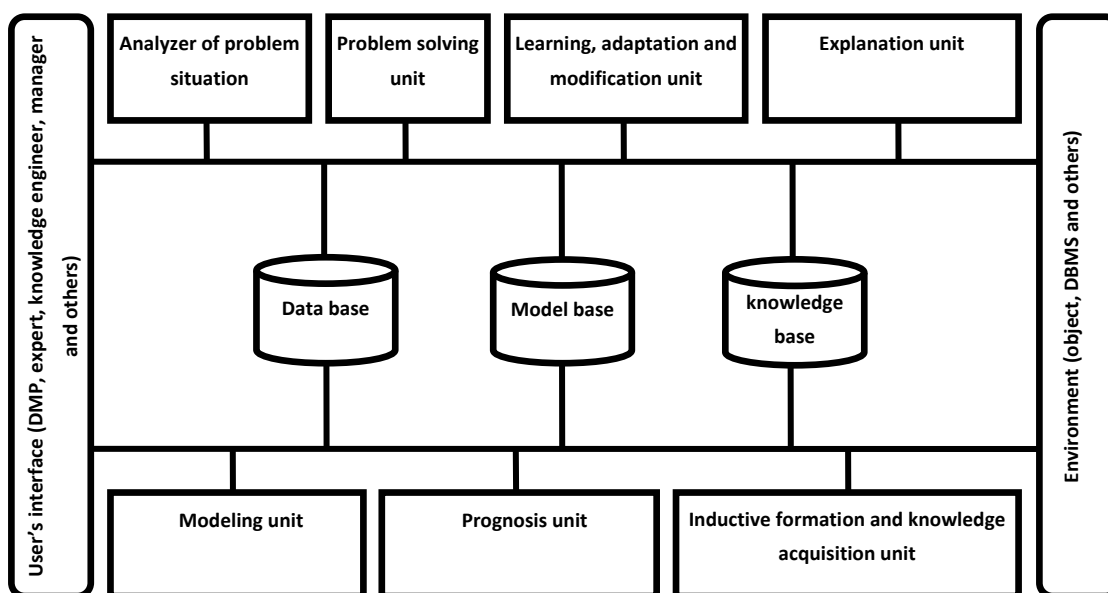 User's interface (DMP, expert, knowledge engineer, manager
and others)
Analyzer of problem
situation
Problem solving
unit
Learning, adaptation and
modification unit
Explanation unit
Data base
Model base
knowledge
base
Modeling unit
Prognosis unit
Inductive formation and knowledge
acquisition unit
Environment (object, DBMS and others)